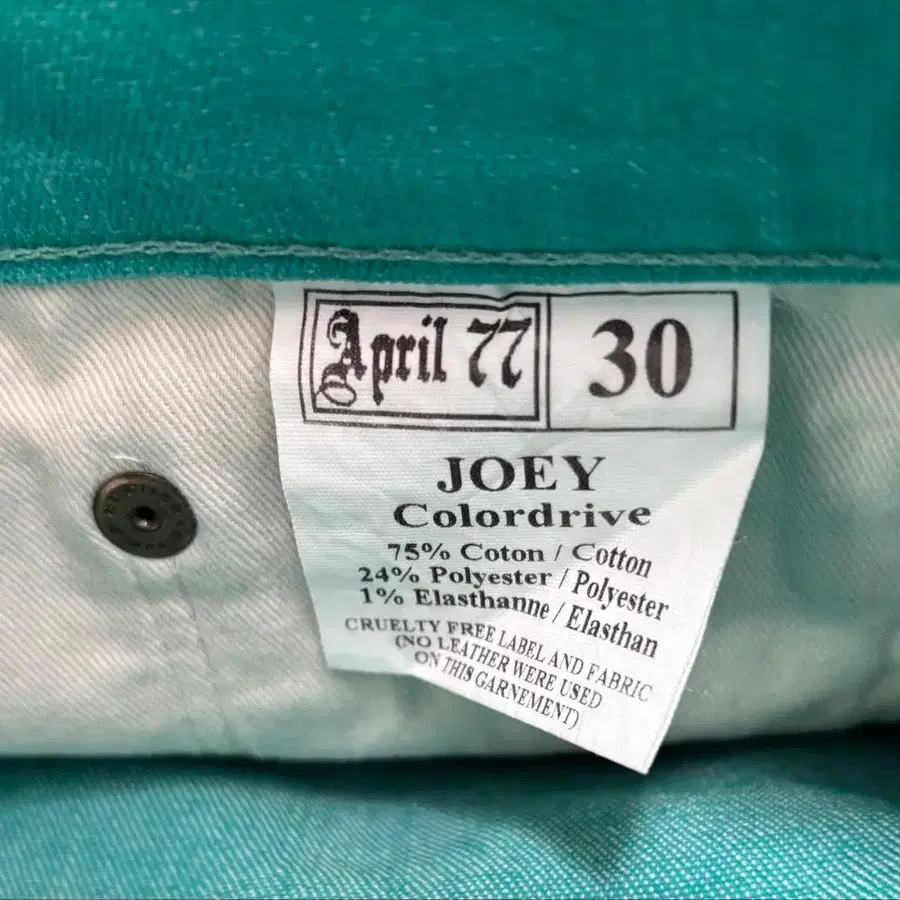 April 77 30
JOEY
Colordrive
75% Coton / Cotton
24% Polyester / Polyester
1% Elasthanne / Elasthan
CRUELTY FREE LABEL AND FABRIC
(NO LEATHER WERE USED
ON THIS GARNEMENT)